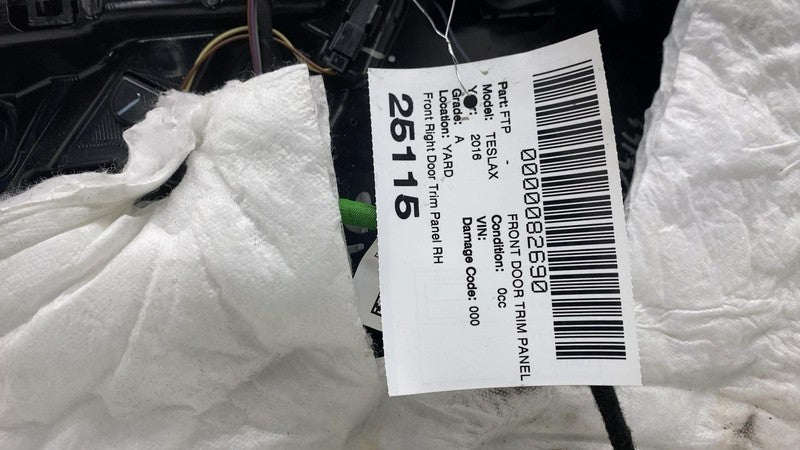 0000082690
Part: FTP - FRONT DOOR TRIM PANEL
Model: TESLAX Condition: 0cc
2016 VIN:
Grade: A Damage Code: 000
Location: YARD
Front Right Door Trim Panel RH
25115